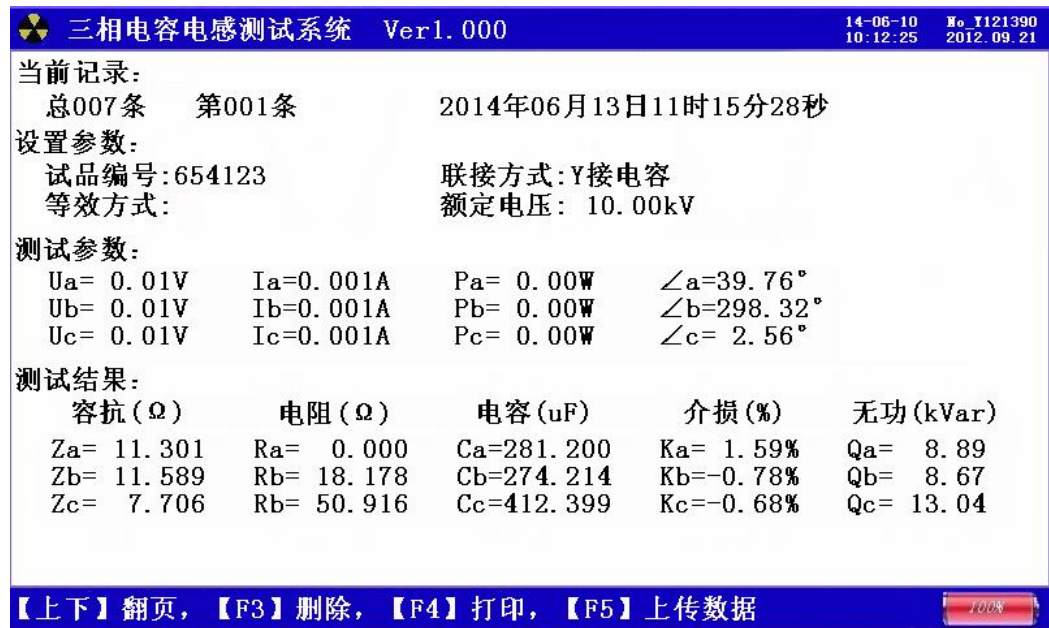 三相电容电感测试系统 Ver1.000 14-06-10 No_Y121390
10:12:25 2012.09.21
当前记录:
总007条 第001条 2014年06月13日11时15分28秒
设置参数:
试品编号:654123 联接方式:Y接电容
等效方式: 额定电压: 10.00kV
测试参数:
Ua= 0.01V Ia=0.001A Pa= 0.00W ∠a=39.76°
Ub= 0.01V Ib=0.001A Pb= 0.00W ∠b=298.32°
Uc= 0.01V Ic=0.001A Pc= 0.00W ∠c= 2.56°
测试结果:
容抗(Ω) 电阻(Ω) 电容(uF) 介损(%) 无功(kVar)
Za= 11.301 Ra= 0.000 Ca=281.200 Ka= 1.59% Qa= 8.89
Zb= 11.589 Rb= 18.178 Cb=274.214 Kb=-0.78% Qb= 8.67
Zc= 7.706 Rb= 50.916 Cc=412.399 Kc=-0.68% Qc= 13.04
【上下】翻页,【F3】删除,【F4】打印,【F5】上传数据 100%